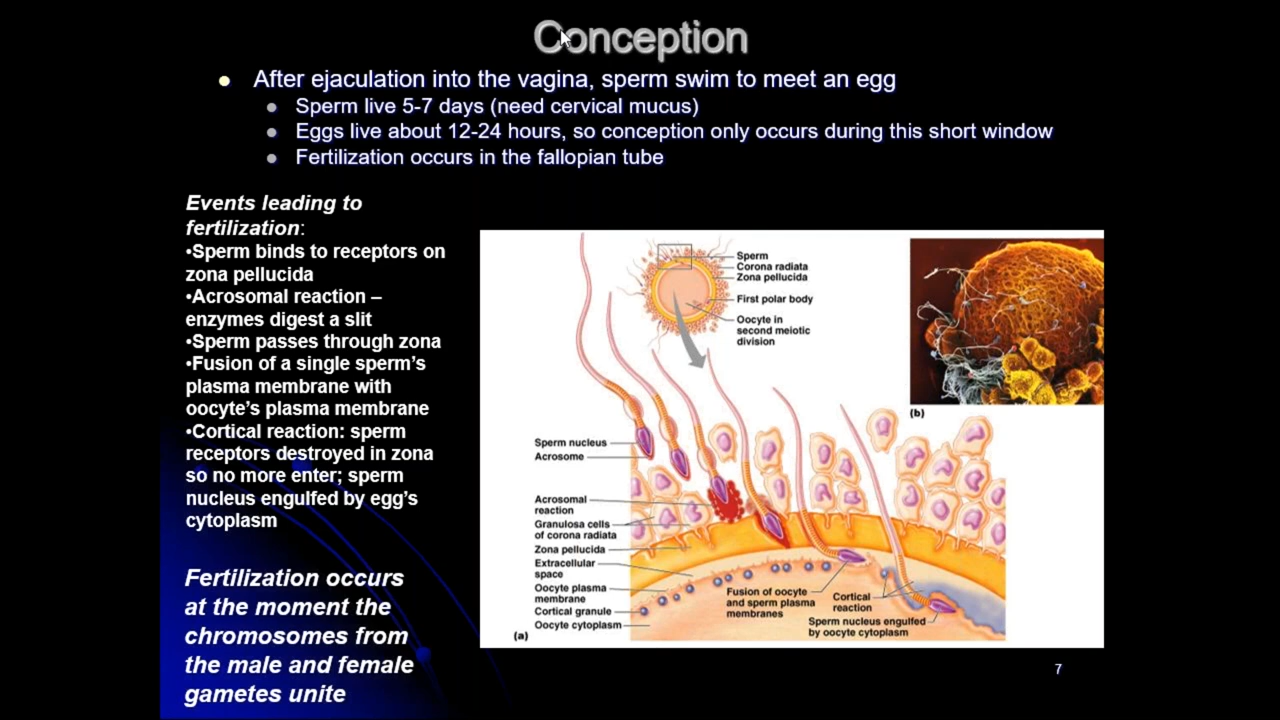 Conception
After ejaculation into the vagina, sperm swim to meet an egg
Sperm live 5-7 days (need cervical mucus)
Eggs live about 12-24 hours, so conception only occurs during this short window
Fertilization occurs in the fallopian tube
Events leading to
fertilization:
•Sperm binds to receptors on
zona pellucida
•Acrosomal reaction –
enzymes digest a slit
•Sperm passes through zona
•Fusion of a single sperm's
plasma membrane with
oocyte's plasma membrane
•Cortical reaction: sperm
receptors destroyed in zona
so no more enter; sperm
nucleus engulfed by egg's
cytoplasm
Fertilization occurs
at the moment the
chromosomes from
the male and female
gametes unite
Sperm
Corona radiata
Zona pellucida
First polar body
Oocyte in
second meiotic
division
Sperm nucleus
Acrosome
Acrosomal
reaction
Granulosa cells
of corona radiata
Zona pellucida
Extracellular
space
Oocyte plasma
membrane
Cortical granule
Oocyte cytoplasm
Fusion of oocyte
and sperm plasma
membranes
Cortical
reaction
Sperm nucleus engulfed
by oocyte cytoplasm
(a)
(b)
7